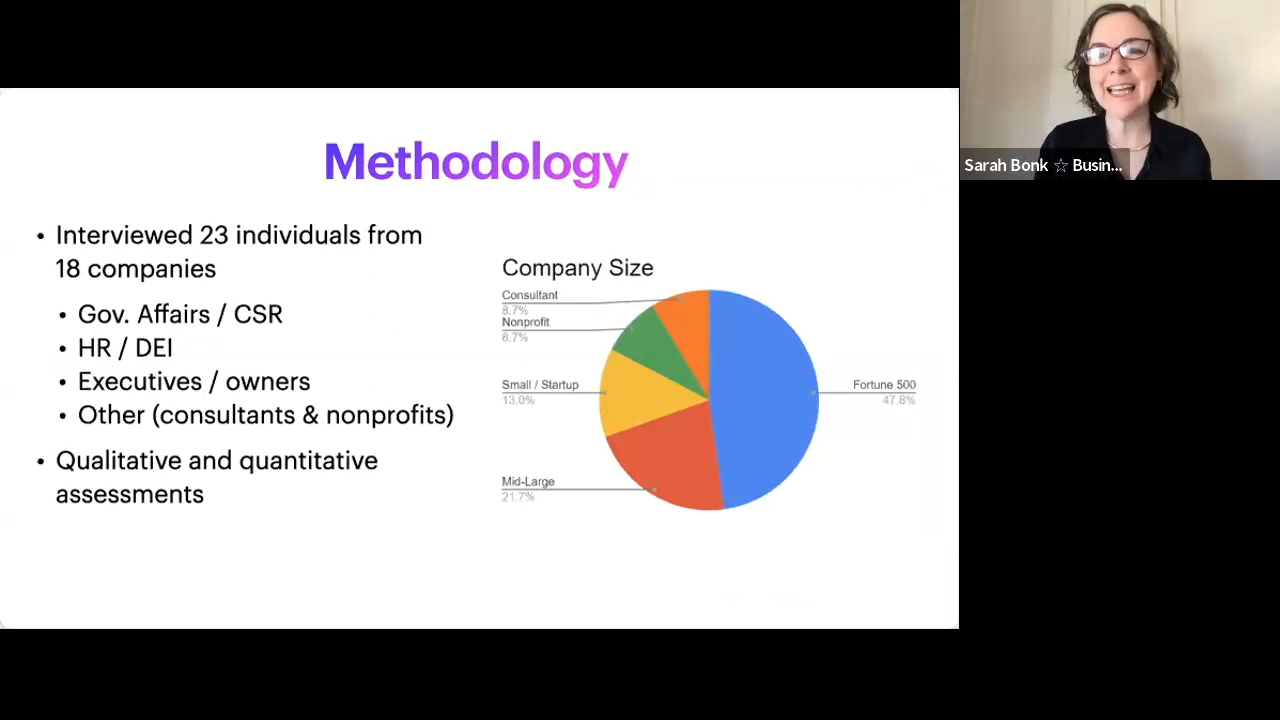 Methodology
• Interviewed 23 individuals from
18 companies
• Gov. Affairs / CSR
• HR / DEI
• Executives / owners
• Other (consultants & nonprofits)
• Qualitative and quantitative
assessments
Company Size
Consultant
8.7%
Nonprofit
8.7%
Small / Startup
13.0%
Mid-Large
21.7%
Fortune 500
47.8%
Sarah Bonk ☆ Busin...